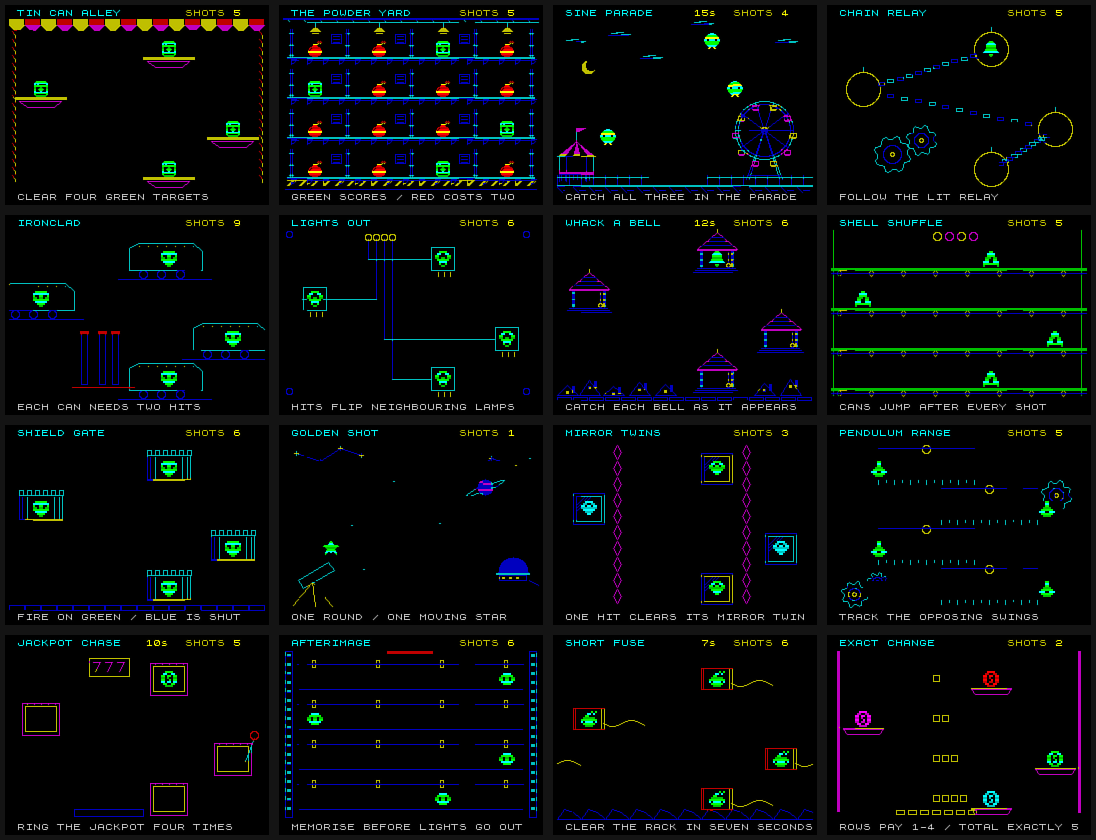 TIN CAN ALLEY SHOTS 5
CLEAR FOUR GREEN TARGETS
THE POWDER YARD SHOTS 5
GREEN SCORES / RED COSTS TWO
SINE PARADE 15s SHOTS 4
CATCH ALL THREE IN THE PARADE
CHAIN RELAY SHOTS 5
FOLLOW THE LIT RELAY
IRONCLAD SHOTS 9
EACH CAN NEEDS TWO HITS
LIGHTS OUT SHOTS 6
HITS FLIP NEIGHBOURING LAMPS
WHACK A BELL 12s SHOTS 6
CATCH EACH BELL AS IT APPEARS
SHELL SHUFFLE SHOTS 5
CANS JUMP AFTER EVERY SHOT
SHIELD GATE SHOTS 6
FIRE ON GREEN / BLUE IS SHUT
GOLDEN SHOT SHOTS 1
ONE ROUND / ONE MOVING STAR
MIRROR TWINS SHOTS 3
ONE HIT CLEARS ITS MIRROR TWIN
PENDULUM RANGE SHOTS 5
TRACK THE OPPOSING SWINGS
JACKPOT CHASE 10s SHOTS 5
777
RING THE JACKPOT FOUR TIMES
AFTERIMAGE SHOTS 6
MEMORISE BEFORE LIGHTS GO OUT
SHORT FUSE 7s SHOTS 6
CLEAR THE RACK IN SEVEN SECONDS
EXACT CHANGE SHOTS 2
ROWS PAY 1-4 / TOTAL EXACTLY 5